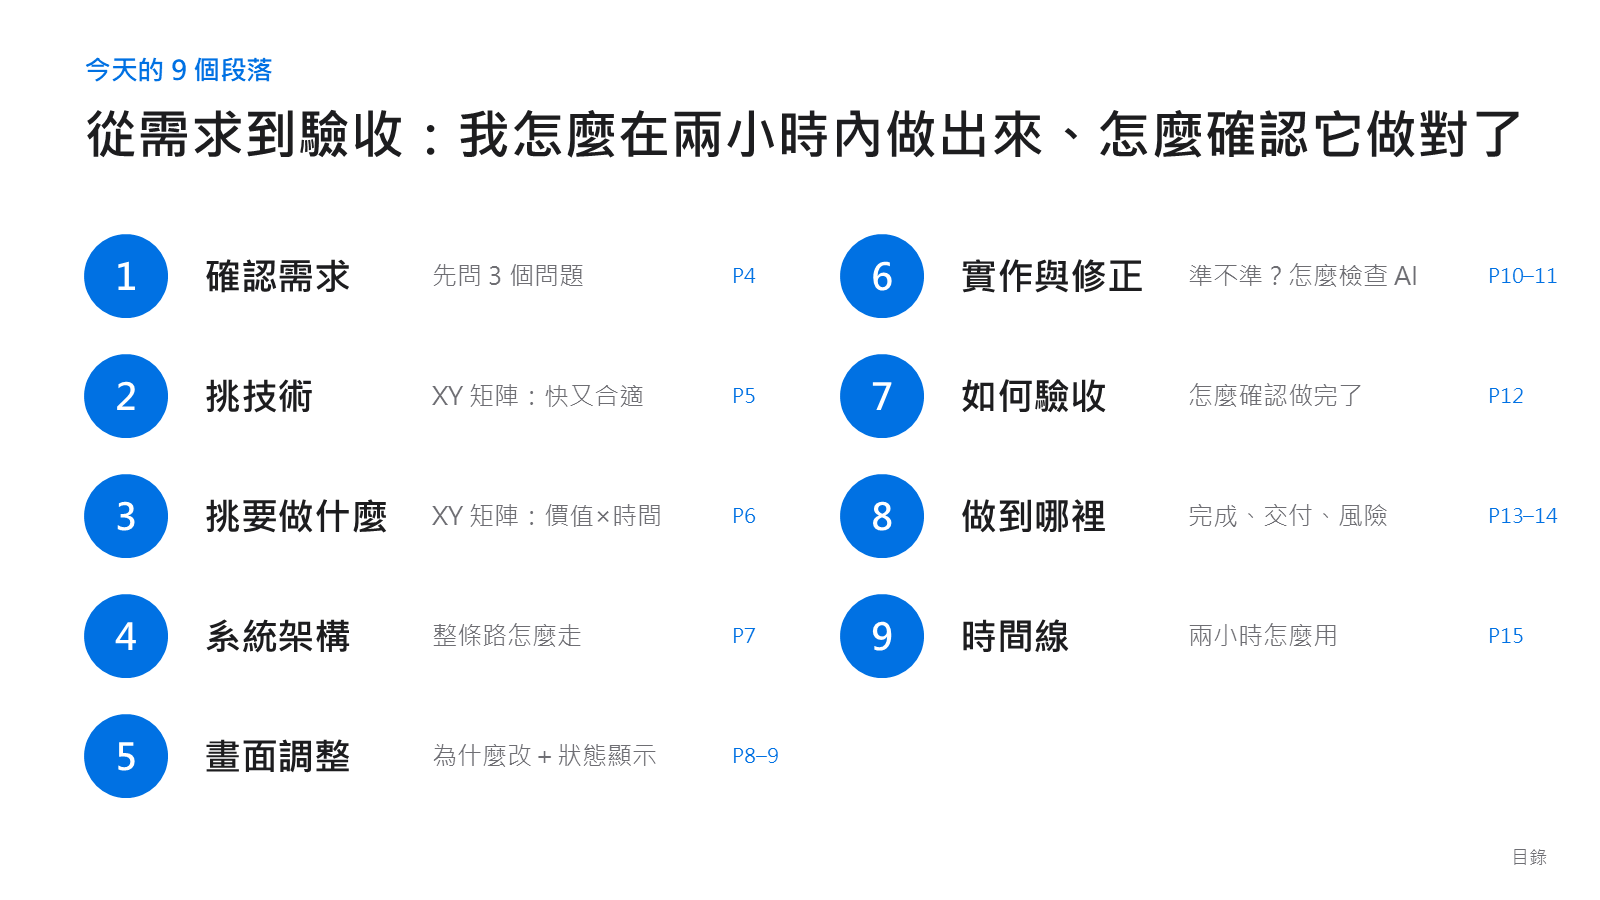 今天的 9 個段落
從需求到驗收：我怎麼在兩小時內做出來、怎麼確認它做對了
1 確認需求 先問 3 個問題 P4
2 挑技術 XY 矩陣：快又合適 P5
3 挑要做什麼 XY 矩陣：價值×時間 P6
4 系統架構 整條路怎麼走 P7
5 畫面調整 為什麼改 + 狀態顯示 P8–9
6 實作與修正 準不準？怎麼檢查 AI P10–11
7 如何驗收 怎麼確認做完了 P12
8 做到哪裡 完成、交付、風險 P13–14
9 時間線 兩小時怎麼用 P15
目錄